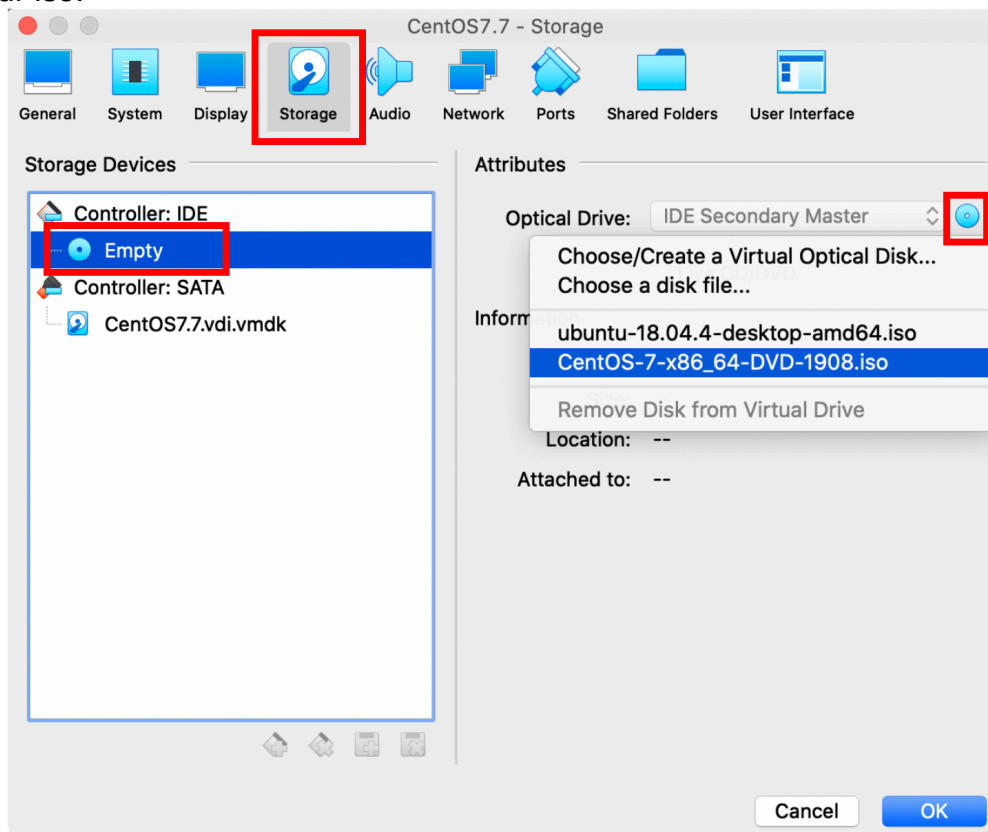 CentOS7.7 - Storage
General System Display Storage Audio Network Ports Shared Folders User Interface
Storage Devices
Controller: IDE
Empty
Controller: SATA
CentOS7.7.vdi.vmdk
Attributes
Optical Drive: IDE Secondary Master
Choose/Create a Virtual Optical Disk...
Choose a disk file...
ubuntu-18.04.4-desktop-amd64.iso
CentOS-7-x86_64-DVD-1908.iso
Remove Disk from Virtual Drive
Information
Location: --
Attached to: --
Cancel OK